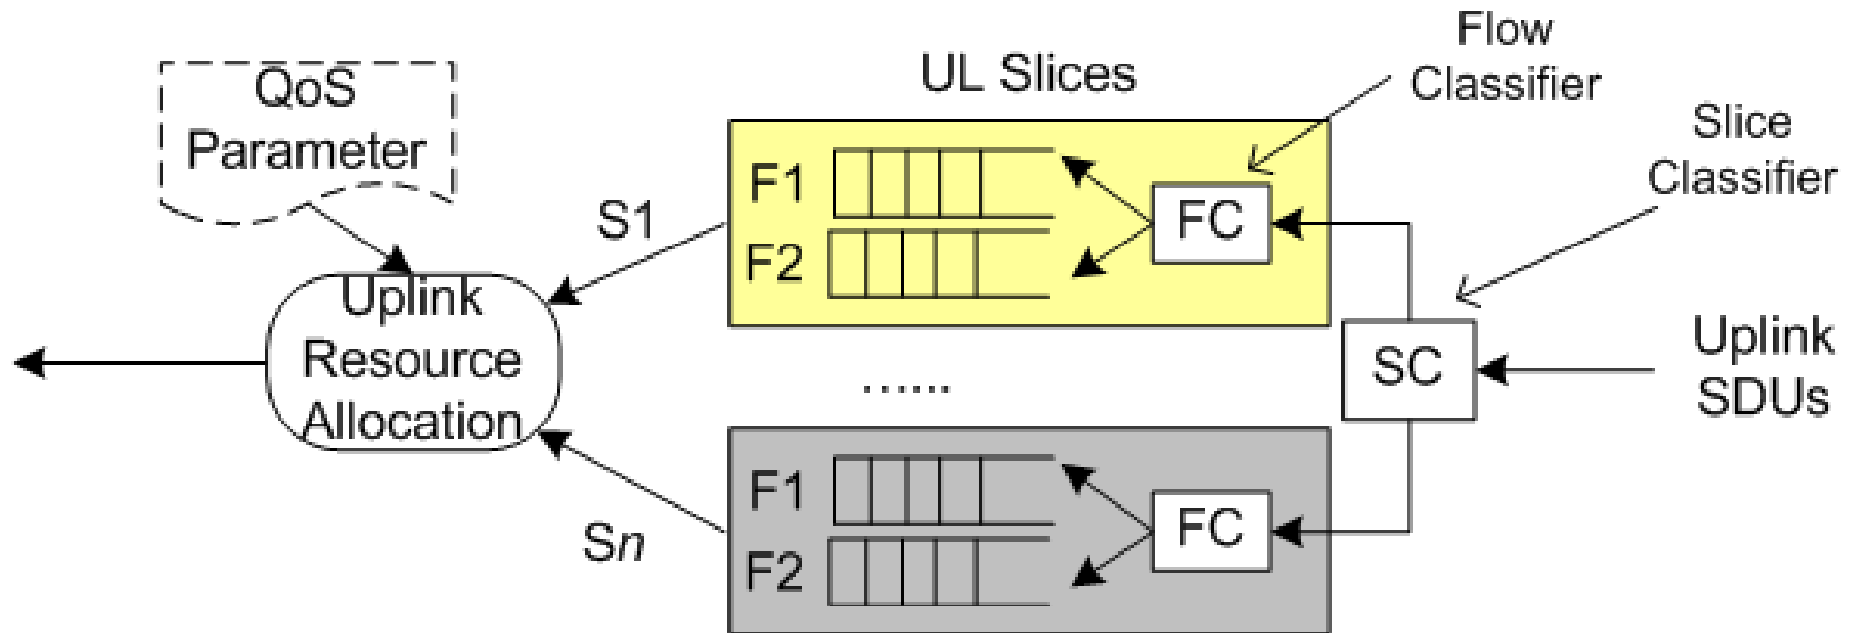 QoS
Parameter
UL Slices
Flow
Classifier
Slice
Classifier
F1
F2
FC
S1
Uplink
Resource
Allocation
......
SC
Uplink
SDUs
Sn
F1
F2
FC